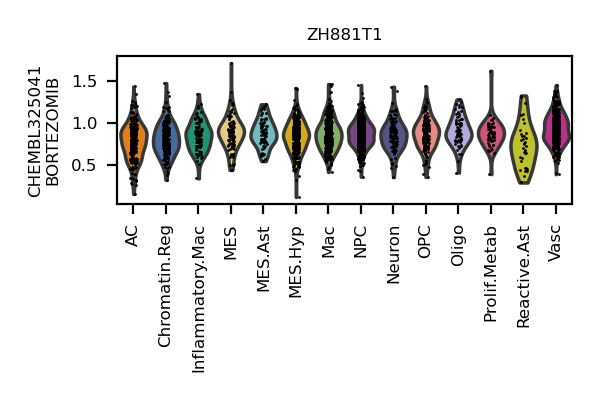 ZH881T1
CHEMBL325041
BORTEZOMIB
1.5
1.0
0.5
AC
Chromatin.Reg
Inflammatory.Mac
MES
MES.Ast
MES.Hyp
Mac
NPC
Neuron
OPC
Oligo
Prolif.Metab
Reactive.Ast
Vasc